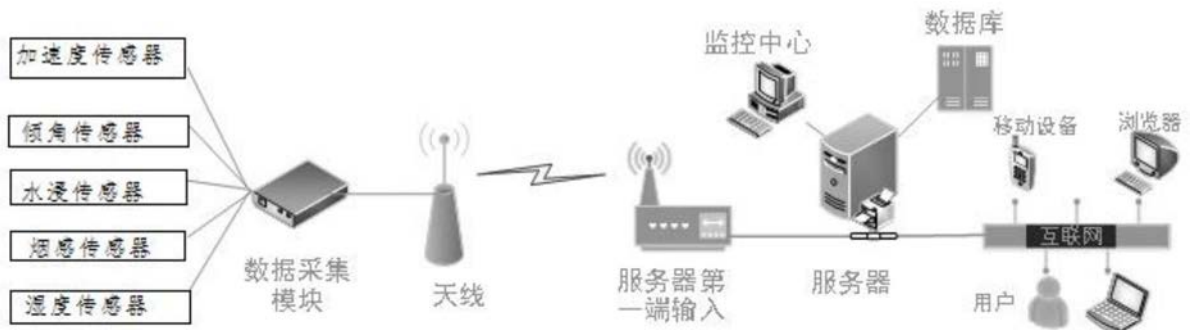 加速度传感器
倾角传感器
水浸传感器
烟感传感器
湿度传感器
数据采集
模块
天线
服务器第
一端输入
监控中心
数据库
服务器
移动设备
浏览器
互联网
用户